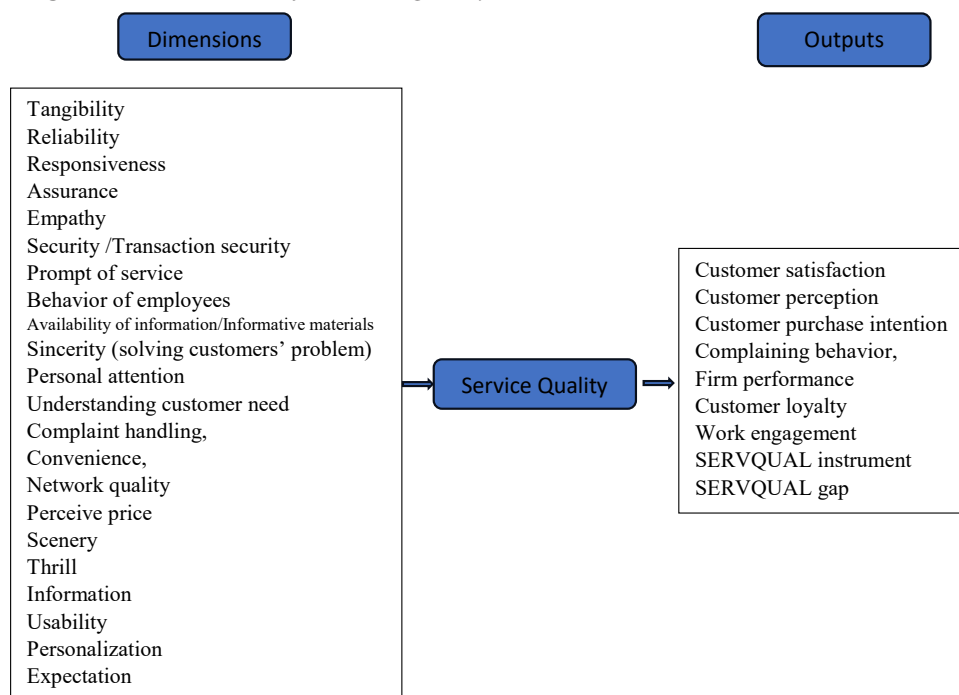 Dimensions
Outputs
Tangibility
Reliability
Responsiveness
Assurance
Empathy
Security /Transaction security
Prompt of service
Behavior of employees
Availability of information/Informative materials
Sincerity (solving customers’ problem)
Personal attention
Understanding customer need
Complaint handling,
Convenience,
Network quality
Perceive price
Scenery
Thrill
Information
Usability
Personalization
Expectation
Service Quality
Customer satisfaction
Customer perception
Customer purchase intention
Complaining behavior,
Firm performance
Customer loyalty
Work engagement
SERVQUAL instrument
SERVQUAL gap